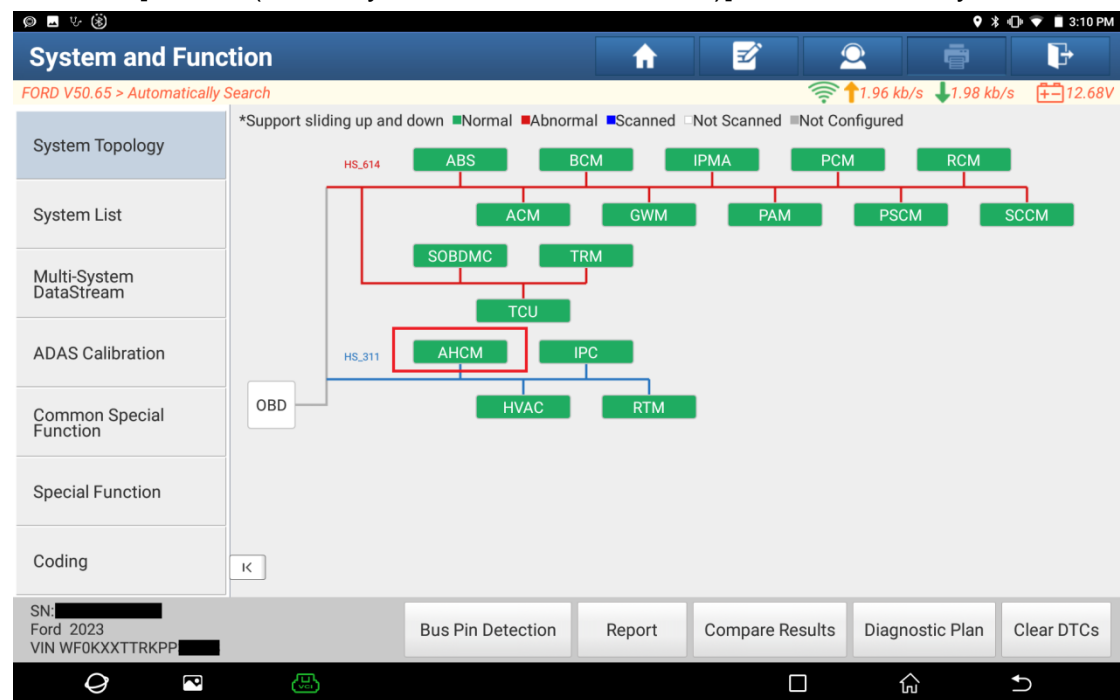 3:10 PM
System and Function
FORD V50.65 > Automatically Search
1.96 kb/s 1.98 kb/s 12.68V
System Topology
System List
Multi-System
DataStream
ADAS Calibration
Common Special
Function
Special Function
Coding
*Support sliding up and down Normal Abnormal Scanned Not Scanned Not Configured
HS_614
ABS BCM IPMA PCM RCM
ACM GWM PAM PSCM SCCM
SOBDMC TRM
TCU
HS_311
AHCM IPC
OBD
HVAC RTM
SN:
Ford 2023
VIN WF0KXXTTRKPP
Bus Pin Detection Report Compare Results Diagnostic Plan Clear DTCs
VCI